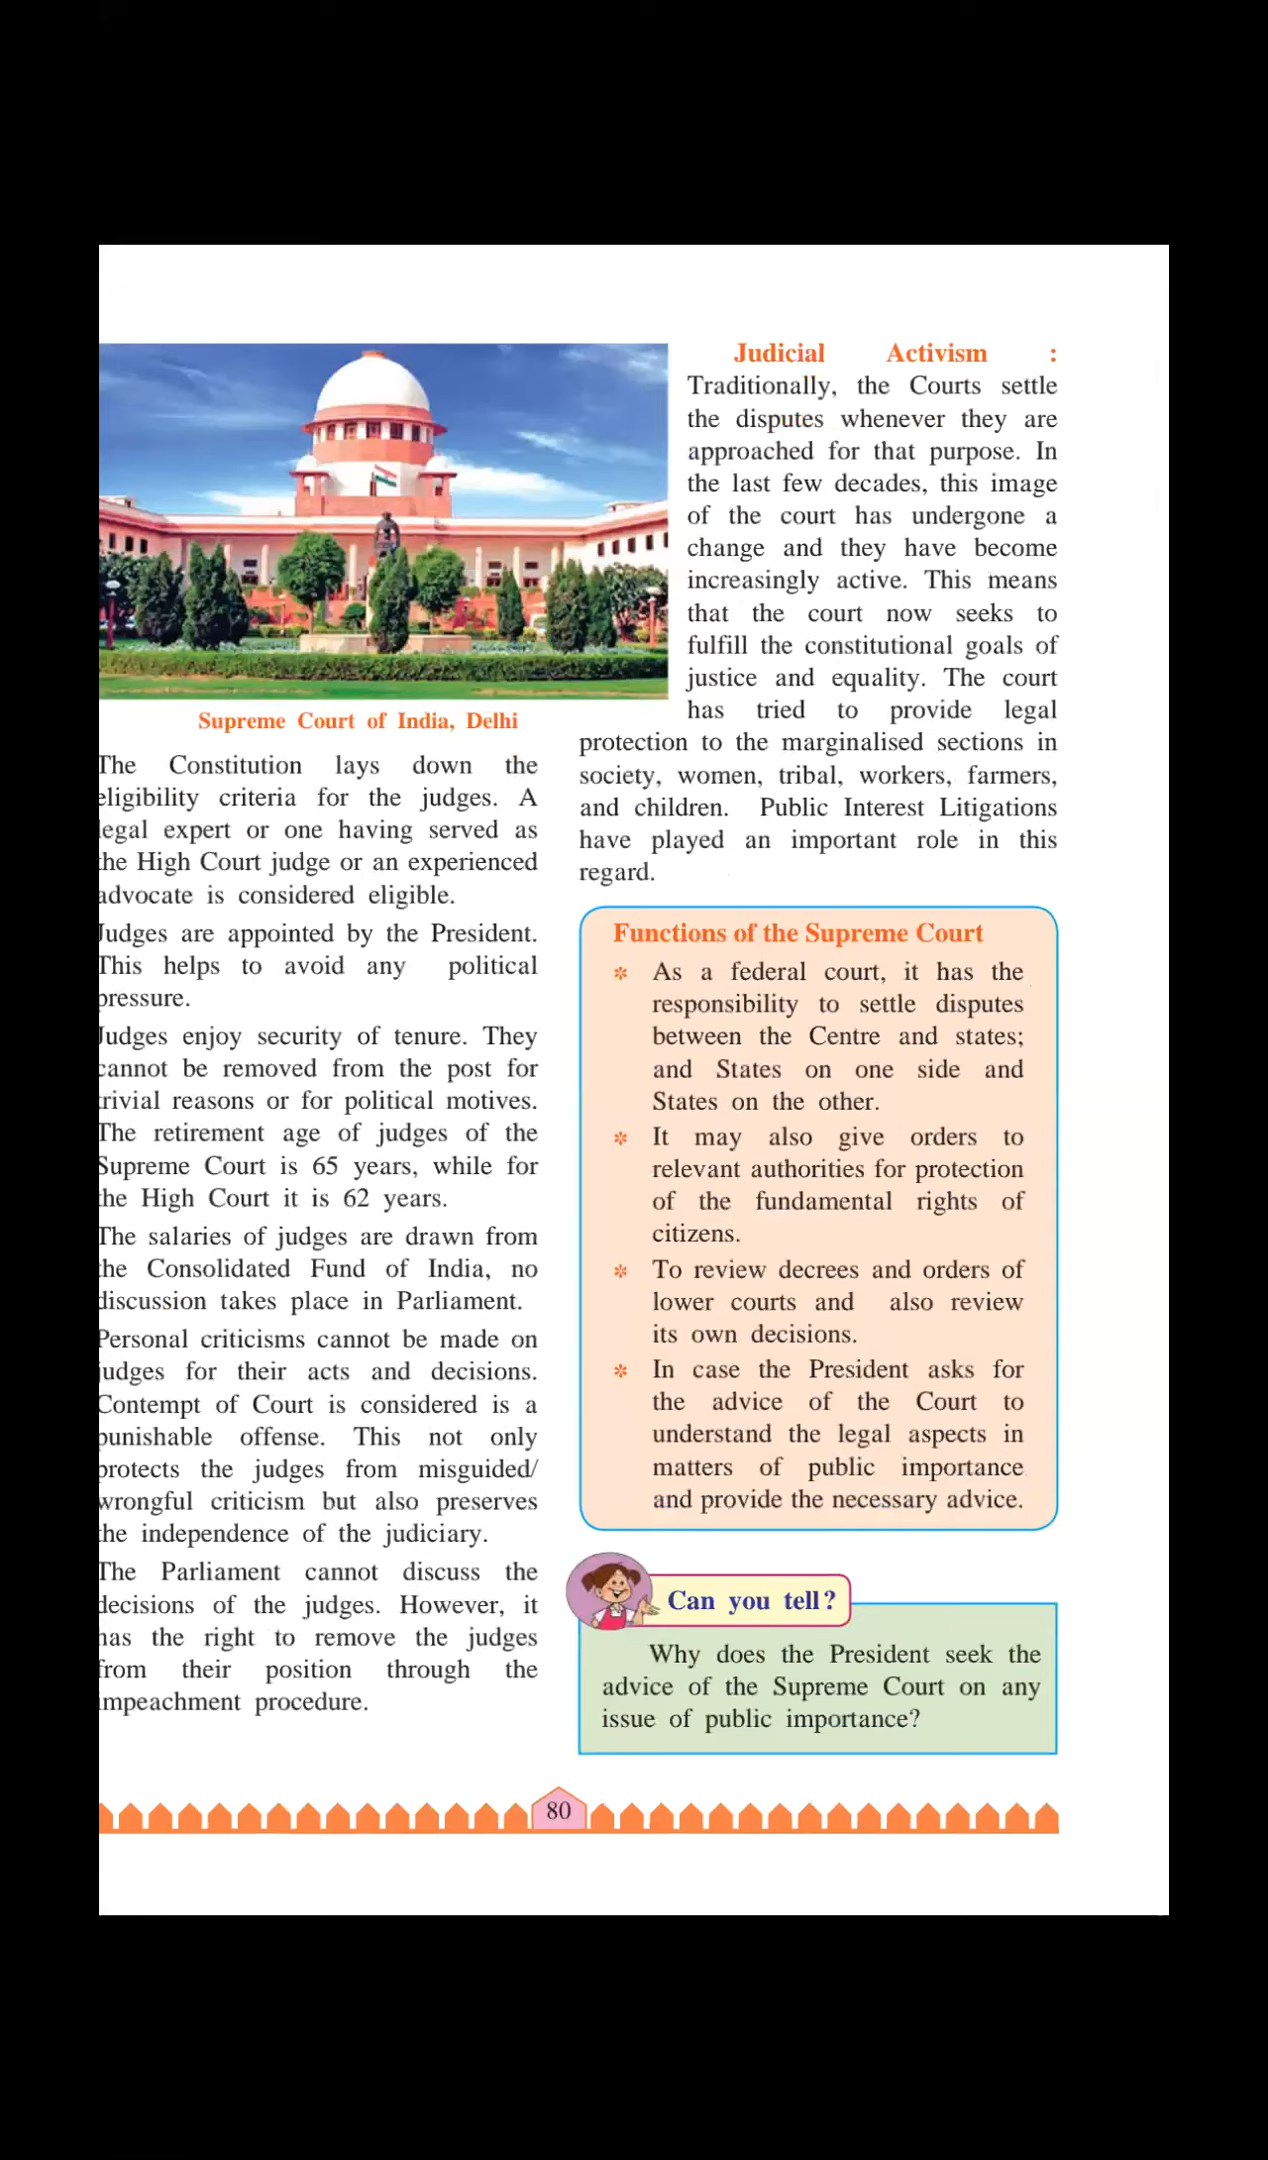 Supreme Court of India, Delhi
The Constitution lays down the
eligibility criteria for the judges. A
legal expert or one having served as
the High Court judge or an experienced
advocate is considered eligible.
Judges are appointed by the President.
This helps to avoid any political
pressure.
Judges enjoy security of tenure. They
cannot be removed from the post for
trivial reasons or for political motives.
The retirement age of judges of the
Supreme Court is 65 years, while for
the High Court it is 62 years.
The salaries of judges are drawn from
the Consolidated Fund of India, no
discussion takes place in Parliament.
Personal criticisms cannot be made on
judges for their acts and decisions.
Contempt of Court is considered is a
punishable offense. This not only
protects the judges from misguided/
wrongful criticism but also preserves
the independence of the judiciary.
The Parliament cannot discuss the
decisions of the judges. However, it
has the right to remove the judges
from their position through the
impeachment procedure.
Judicial Activism :
Traditionally, the Courts settle
the disputes whenever they are
approached for that purpose. In
the last few decades, this image
of the court has undergone a
change and they have become
increasingly active. This means
that the court now seeks to
fulfill the constitutional goals of
justice and equality. The court
has tried to provide legal
protection to the marginalised sections in
society, women, tribal, workers, farmers,
and children. Public Interest Litigations
have played an important role in this
regard.
Functions of the Supreme Court
* As a federal court, it has the
responsibility to settle disputes
between the Centre and states;
and States on one side and
States on the other.
* It may also give orders to
relevant authorities for protection
of the fundamental rights of
citizens.
* To review decrees and orders of
lower courts and also review
its own decisions.
* In case the President asks for
the advice of the Court to
understand the legal aspects in
matters of public importance
and provide the necessary advice.
Can you tell?
Why does the President seek the
advice of the Supreme Court on any
issue of public importance?
80